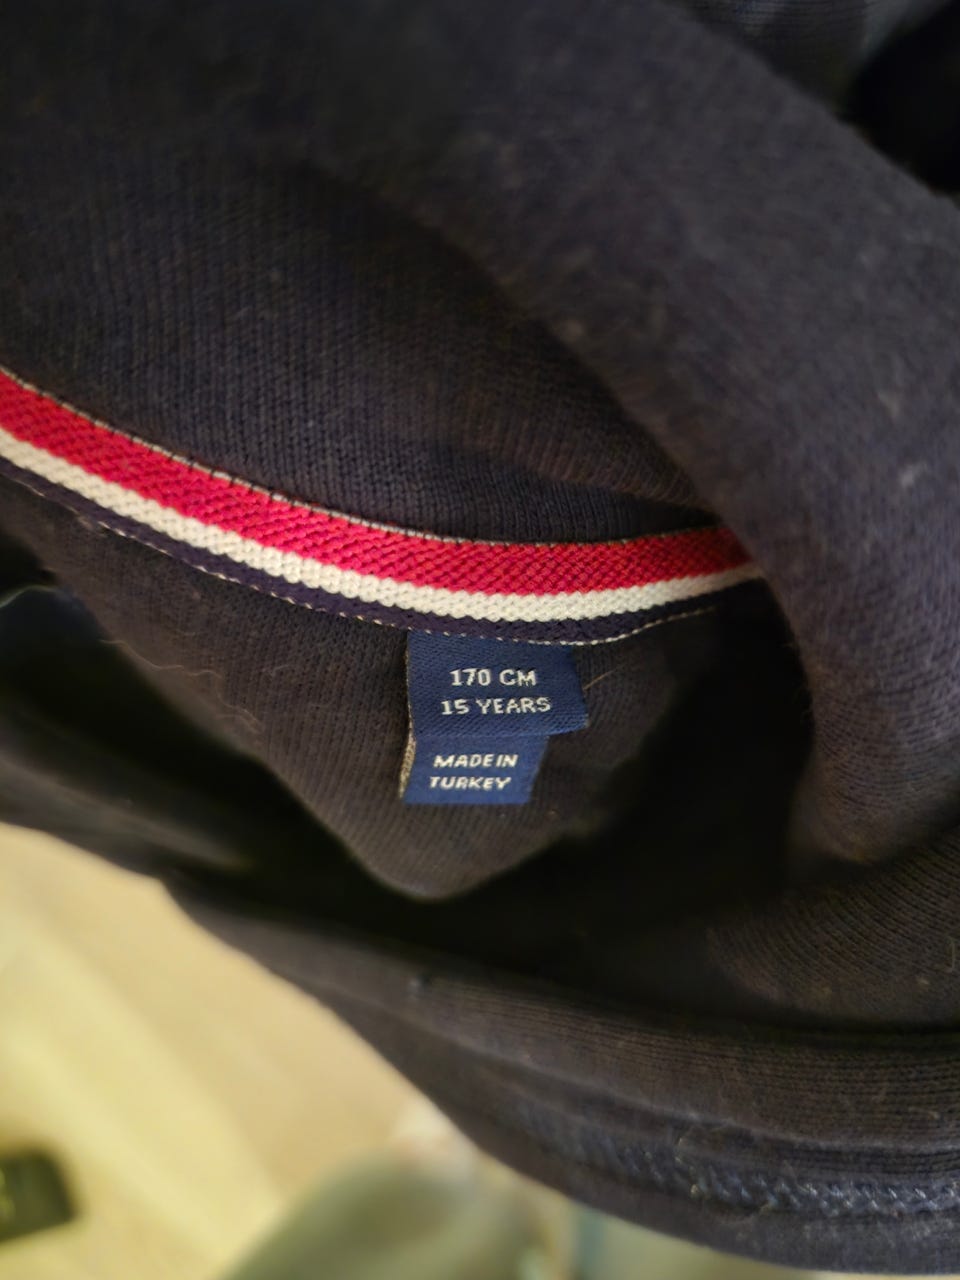 170 CM
15 YEARS
MADE IN
TURKEY